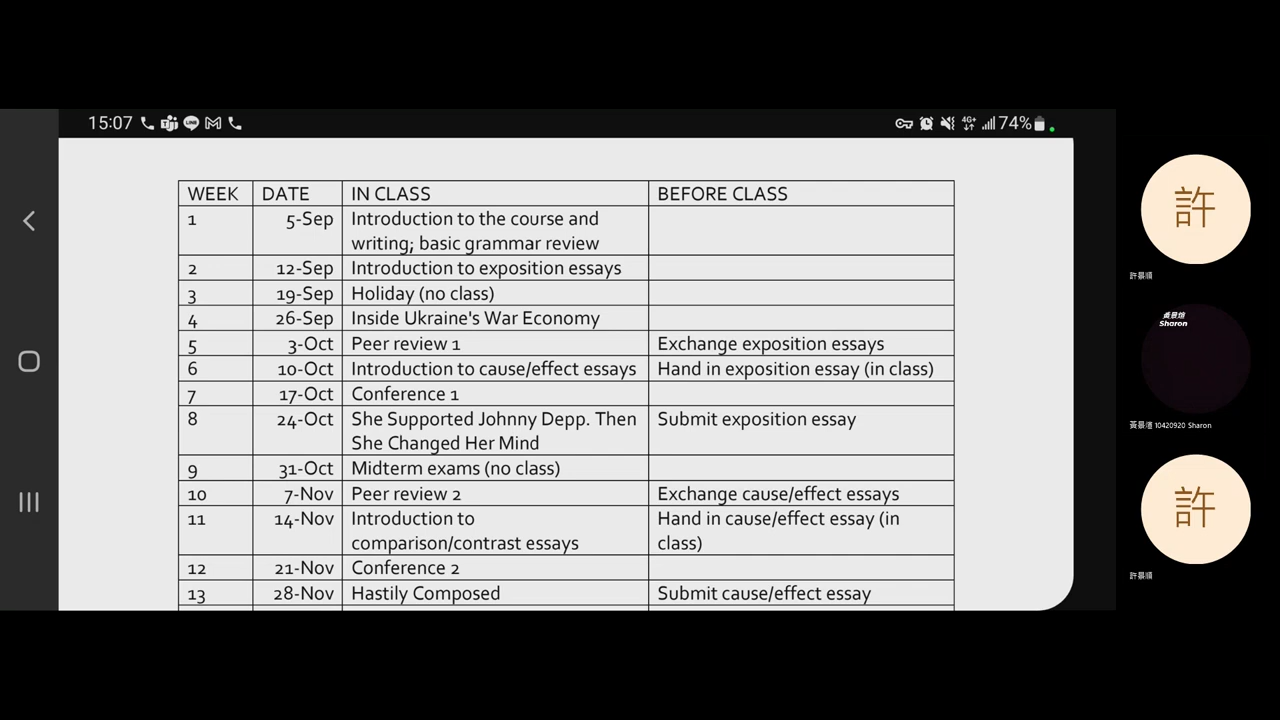 15:07
74%
WEEK DATE IN CLASS BEFORE CLASS
1 5-Sep Introduction to the course and
writing; basic grammar review
2 12-Sep Introduction to exposition essays
3 19-Sep Holiday (no class)
4 26-Sep Inside Ukraine's War Economy
5 3-Oct Peer review 1 Exchange exposition essays
6 10-Oct Introduction to cause/effect essays Hand in exposition essay (in class)
7 17-Oct Conference 1
8 24-Oct She Supported Johnny Depp. Then Submit exposition essay
She Changed Her Mind
9 31-Oct Midterm exams (no class)
10 7-Nov Peer review 2 Exchange cause/effect essays
11 14-Nov Introduction to Hand in cause/effect essay (in
comparison/contrast essays class)
12 21-Nov Conference 2
13 28-Nov Hastily Composed Submit cause/effect essay
許
許景順
Sharon
10420920 Sharon
許
許景順